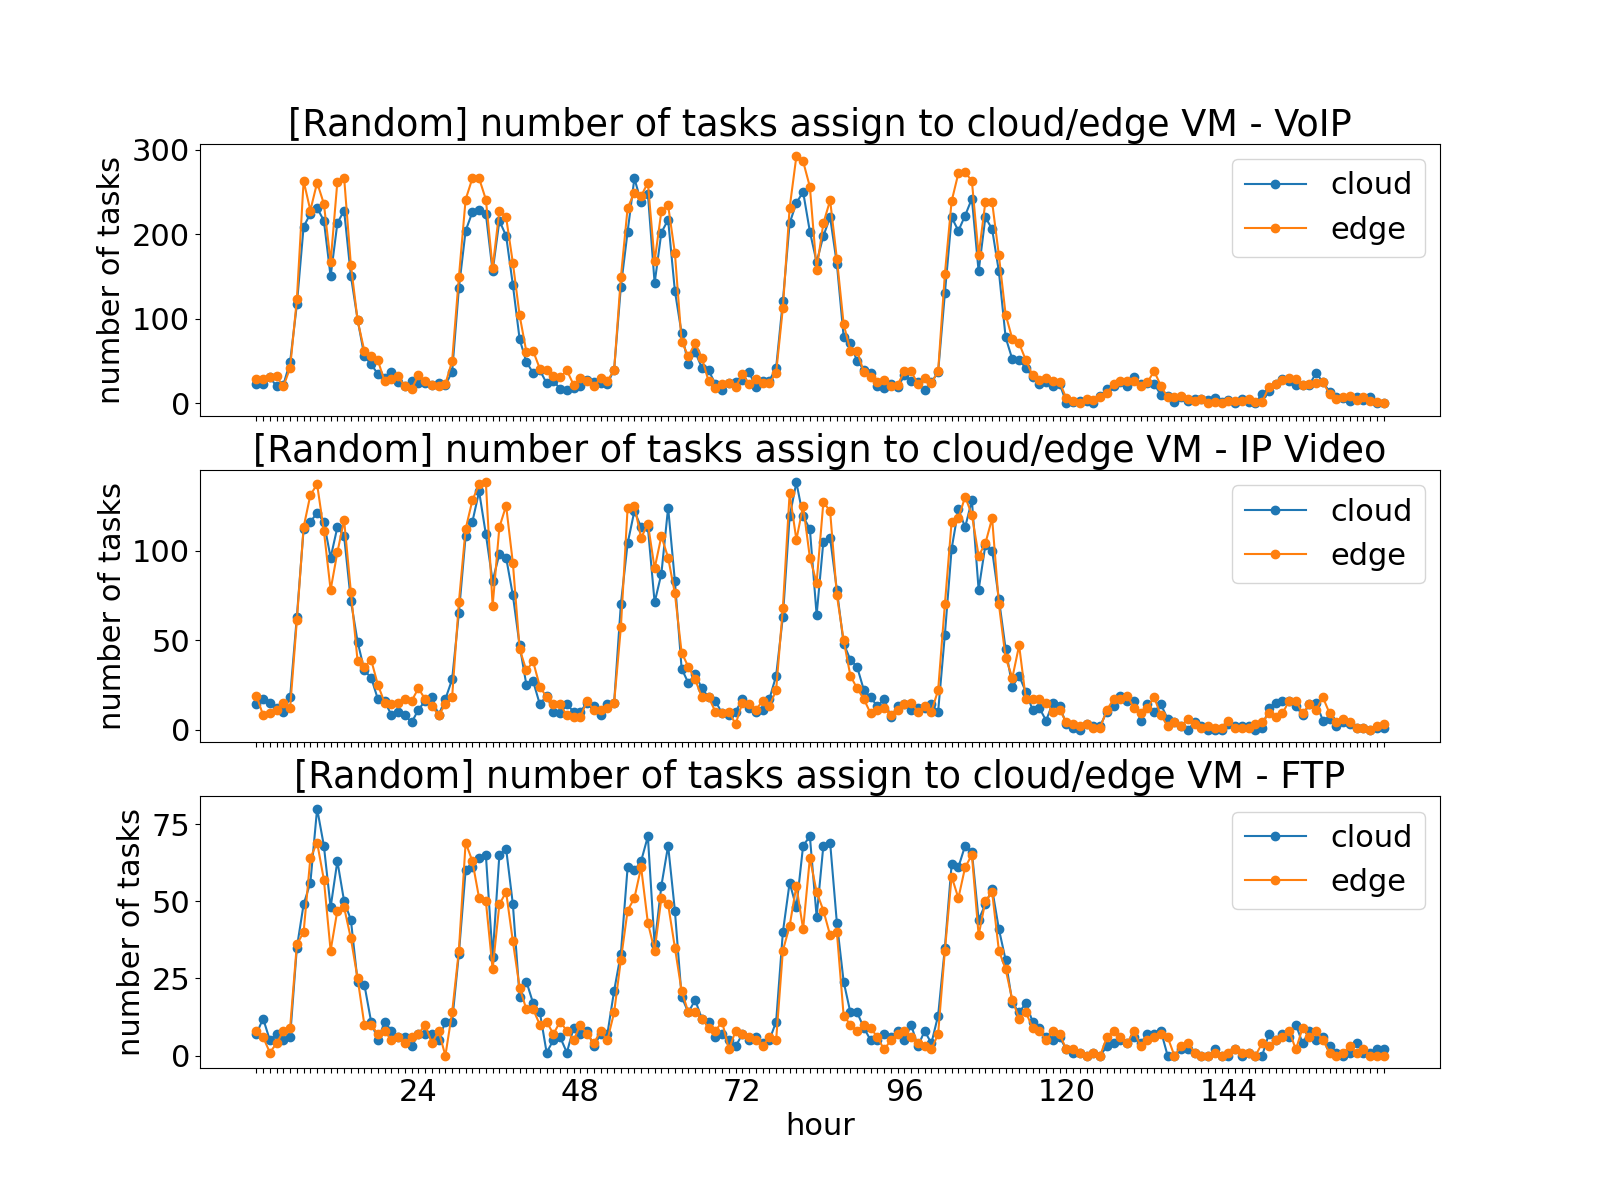 [Random] number of tasks assign to cloud/edge VM - VoIP
number of tasks
300
200
100
0
cloud
edge
[Random] number of tasks assign to cloud/edge VM - IP Video
number of tasks
100
50
0
cloud
edge
[Random] number of tasks assign to cloud/edge VM - FTP
number of tasks
75
50
25
0
cloud
edge
24 48 72 96 120 144
hour